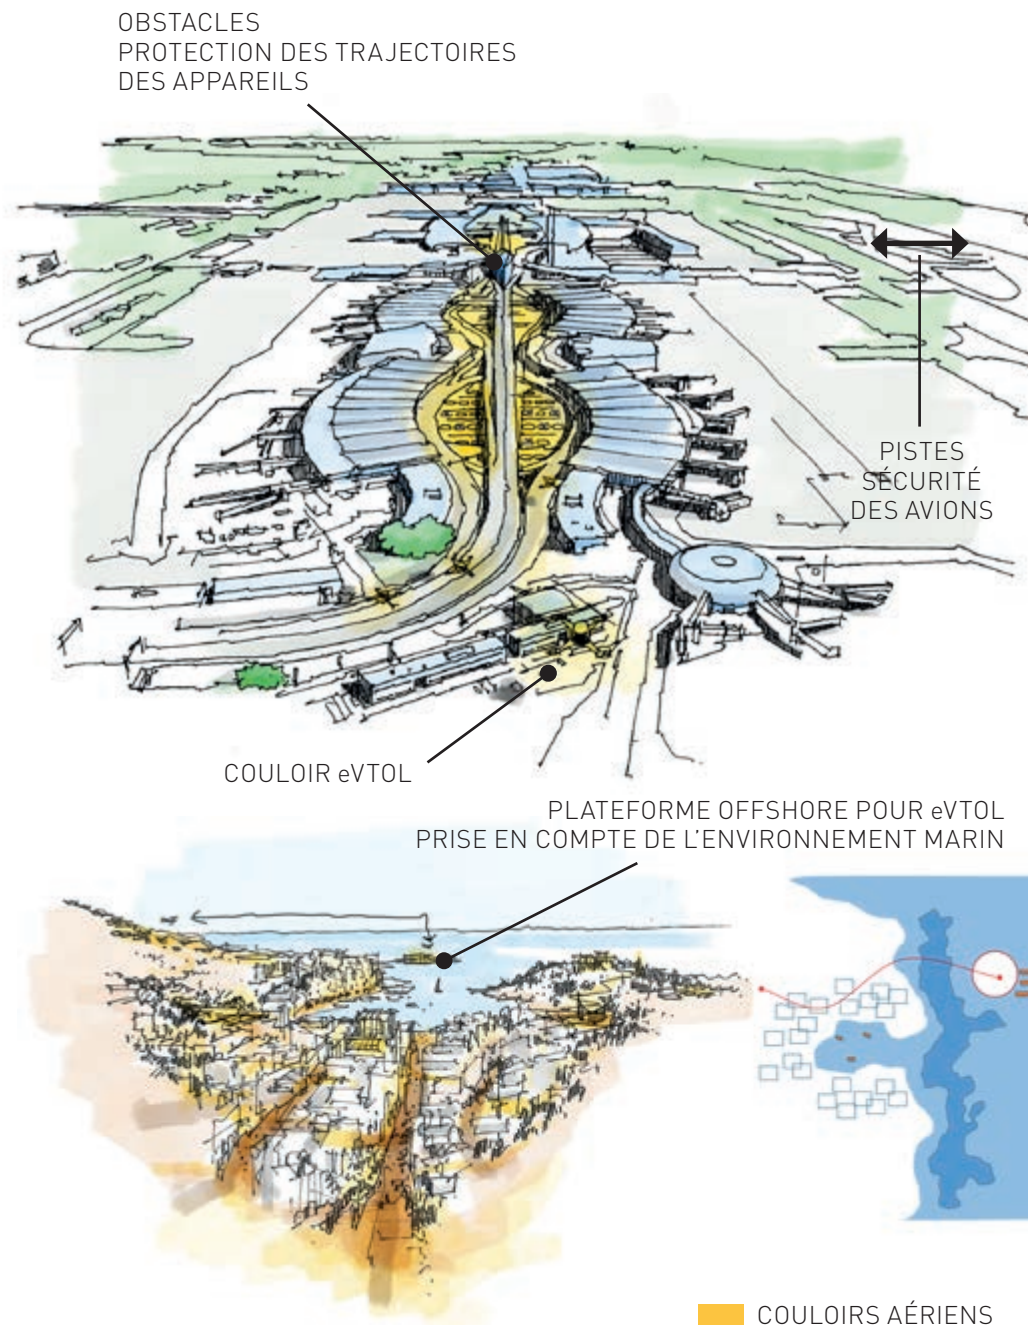 OBSTACLES
PROTECTION DES TRAJECTOIRES
DES APPAREILS
PISTES
SÉCURITÉ
DES AVIONS
COULOIR eVTOL
PLATEFORME OFFSHORE POUR eVTOL
PRISE EN COMPTE DE L'ENVIRONNEMENT MARIN
COULOIRS AÉRIENS